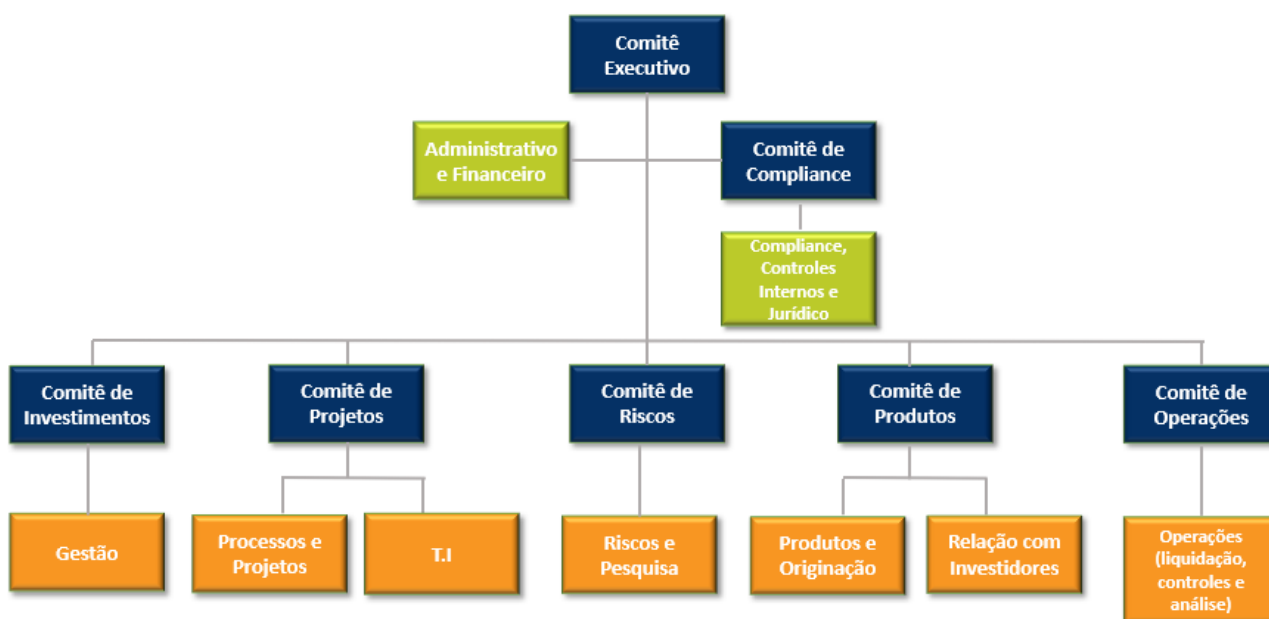 Comitê
Executivo
Administrativo
e Financeiro
Comitê de
Compliance
Compliance,
Controles
Internos e
Jurídico
Comitê de
Investimentos
Comitê de
Projetos
Comitê de
Riscos
Comitê de
Produtos
Comitê de
Operações
Gestão
Processos e
Projetos
T.I
Riscos e
Pesquisa
Produtos e
Originação
Relação com
Investidores
Operações
(liquidação,
controles e
análise)